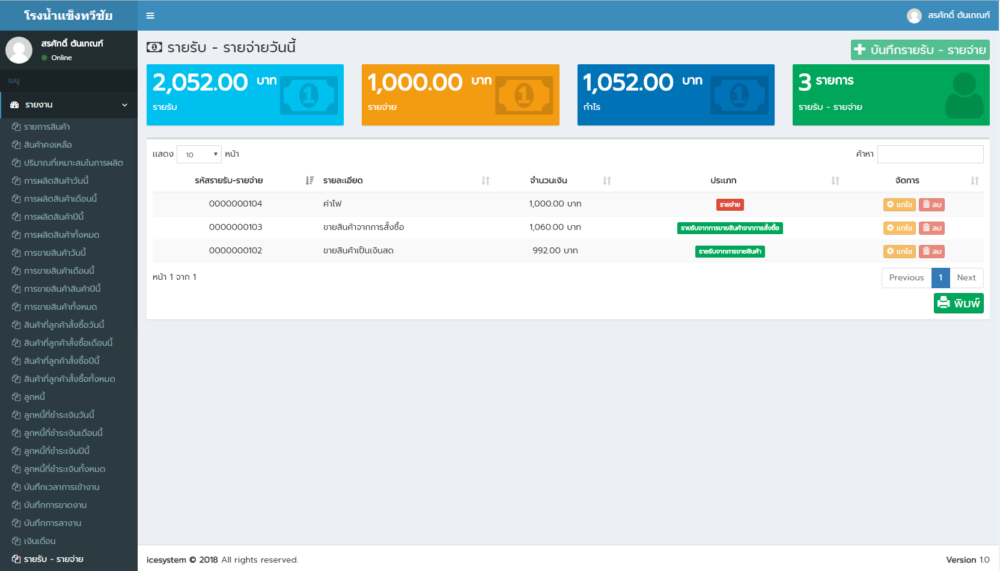 โรงน้ำแข็งทวีชัย
สรศักดิ์ ตันเกณฑ์
สรศักดิ์ ตันเกณฑ์
Online
เมนู
รายงาน
รายการสินค้า
สินค้าคงเหลือ
ปริมาณที่เหมาะสมในการผลิต
การผลิตสินค้าวันนี้
การผลิตสินค้าเดือนนี้
การผลิตสินค้าปีนี้
การผลิตสินค้าทั้งหมด
การขายสินค้าวันนี้
การขายสินค้าเดือนนี้
การขายสินค้าสินค้าปีนี้
การขายสินค้าทั้งหมด
สินค้าที่ลูกค้าสั้งซื้อวันนี้
สินค้าที่ลูกค้าสั้งซื้อเดือนนี้
สินค้าที่ลูกค้าสั้งซื้อปีนี้
สินค้าที่ลูกค้าสั้งซื้อทั้งหมด
ลูกหนี้
ลูกหนี้ที่ชำระเงินวันนี้
ลูกหนี้ที่ชำระเงินเดือนนี้
ลูกหนี้ที่ชำระเงินปีนี้
ลูกหนี้ที่ชำระเงินทั้งหมด
บันทึกเวลาการเข้างาน
บันทึกการขาดงาน
บันทึกการลางาน
เงินเดือน
รายรับ - รายจ่าย
รายรับ - รายจ่ายวันนี้
บันทึกรายรับ - รายจ่าย
2,052.00 บาท
รายรับ
1,000.00 บาท
รายจ่าย
1,052.00 บาท
กำไร
3 รายการ
รายรับ - รายจ่าย
แสดง 10 หน้า
ค้าหา
รหัสรายรับ-รายจ่าย รายละเอียด จำนวนเงิน ประเภท จัดการ
0000000104 ค่าไฟ 1,000.00 บาท รายจ่าย แก้ไข ลบ
0000000103 ขายสินค้าจากการสั้งซื้อ 1,060.00 บาท รายรับจากการขายสินค้าจากการสั้งซื้อ แก้ไข ลบ
0000000102 ขายสินค้าเป็นเงินสด 992.00 บาท รายรับจากการขายสินค้า แก้ไข ลบ
หน้า 1 จาก 1
Previous 1 Next
พิมพ์
icesystem © 2018 All rights reserved.
Version 1.0